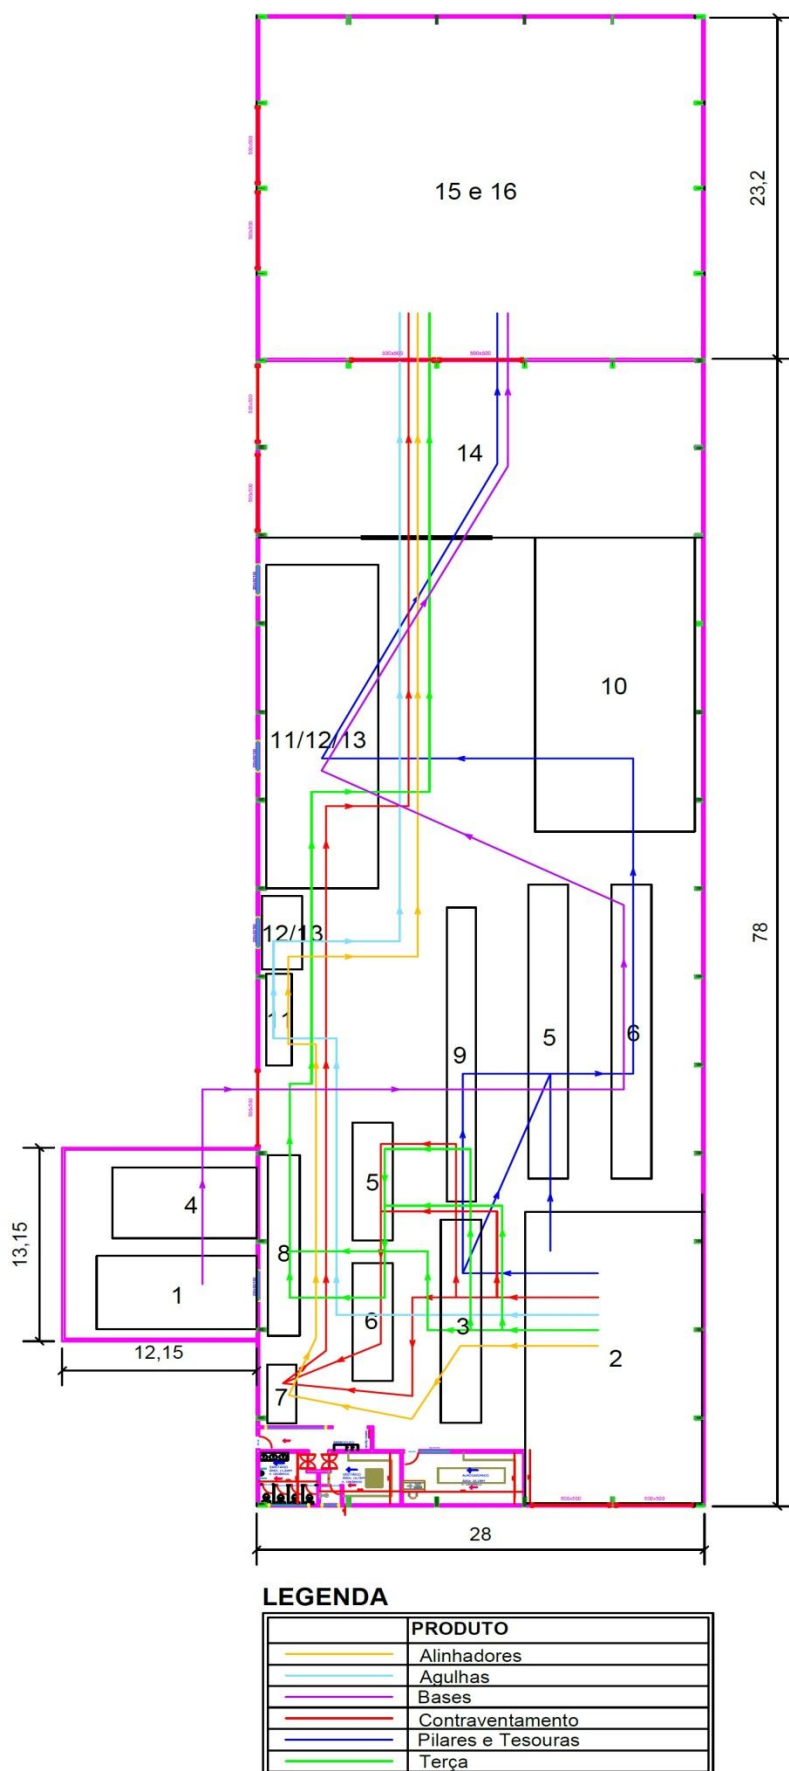 15 e 16
23,2
14
10
11/12/13
78
12/13
11
9
5
6
5
4
8
13,15
1
6
3
2
12,15
7
28
LEGENDA
PRODUTO
Alinhadores
Agulhas
Bases
Contraventamento
Pilares e Tesouras
Terça